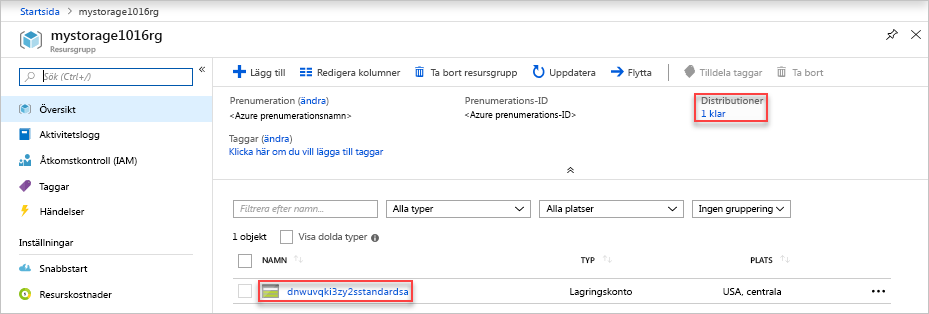 Startsida > mystorage1016rg
mystorage1016rg
Resursgrupp
Sök (Ctrl+/)
Översikt
Aktivitetslogg
Åtkomstkontroll (IAM)
Taggar
Händelser
Inställningar
Snabbstart
Resurskostnader
Lägg till Redigera kolumner Ta bort resursgrupp Uppdatera Flytta Tilldela taggar Ta bort
Prenumeration (ändra) Prenumerations-ID Distributioner
<Azure prenumerationsnamn> <Azure prenumerations-ID> 1 klar
Taggar (ändra)
Klicka här om du vill lägga till taggar
Filtrera efter namn... Alla typer Alla platser Ingen gruppering
1 objekt Visa dolda typer
NAMN TYP PLATS
dnwuvqki3zy2sstandardsa Lagringskonto USA, centrala